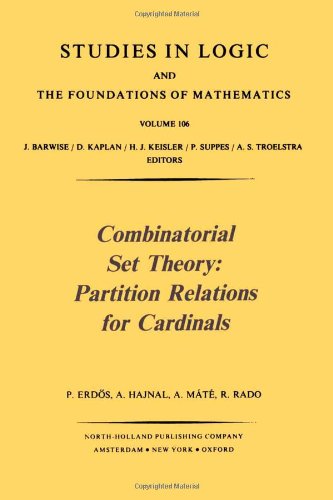 STUDIES IN LOGIC
AND
THE FOUNDATIONS OF MATHEMATICS
VOLUME 106
J. BARWISE / D. KAPLAN / H. J. KEISLER / P. SUPPES / A. S. TROELSTRA
EDITORS
Combinatorial
Set Theory:
Partition Relations
for Cardinals
P. ERDŐS, A. HAJNAL, A. MÁTÉ, R. RADO
NORTH-HOLLAND PUBLISHING COMPANY
AMSTERDAM • NEW YORK • OXFORD